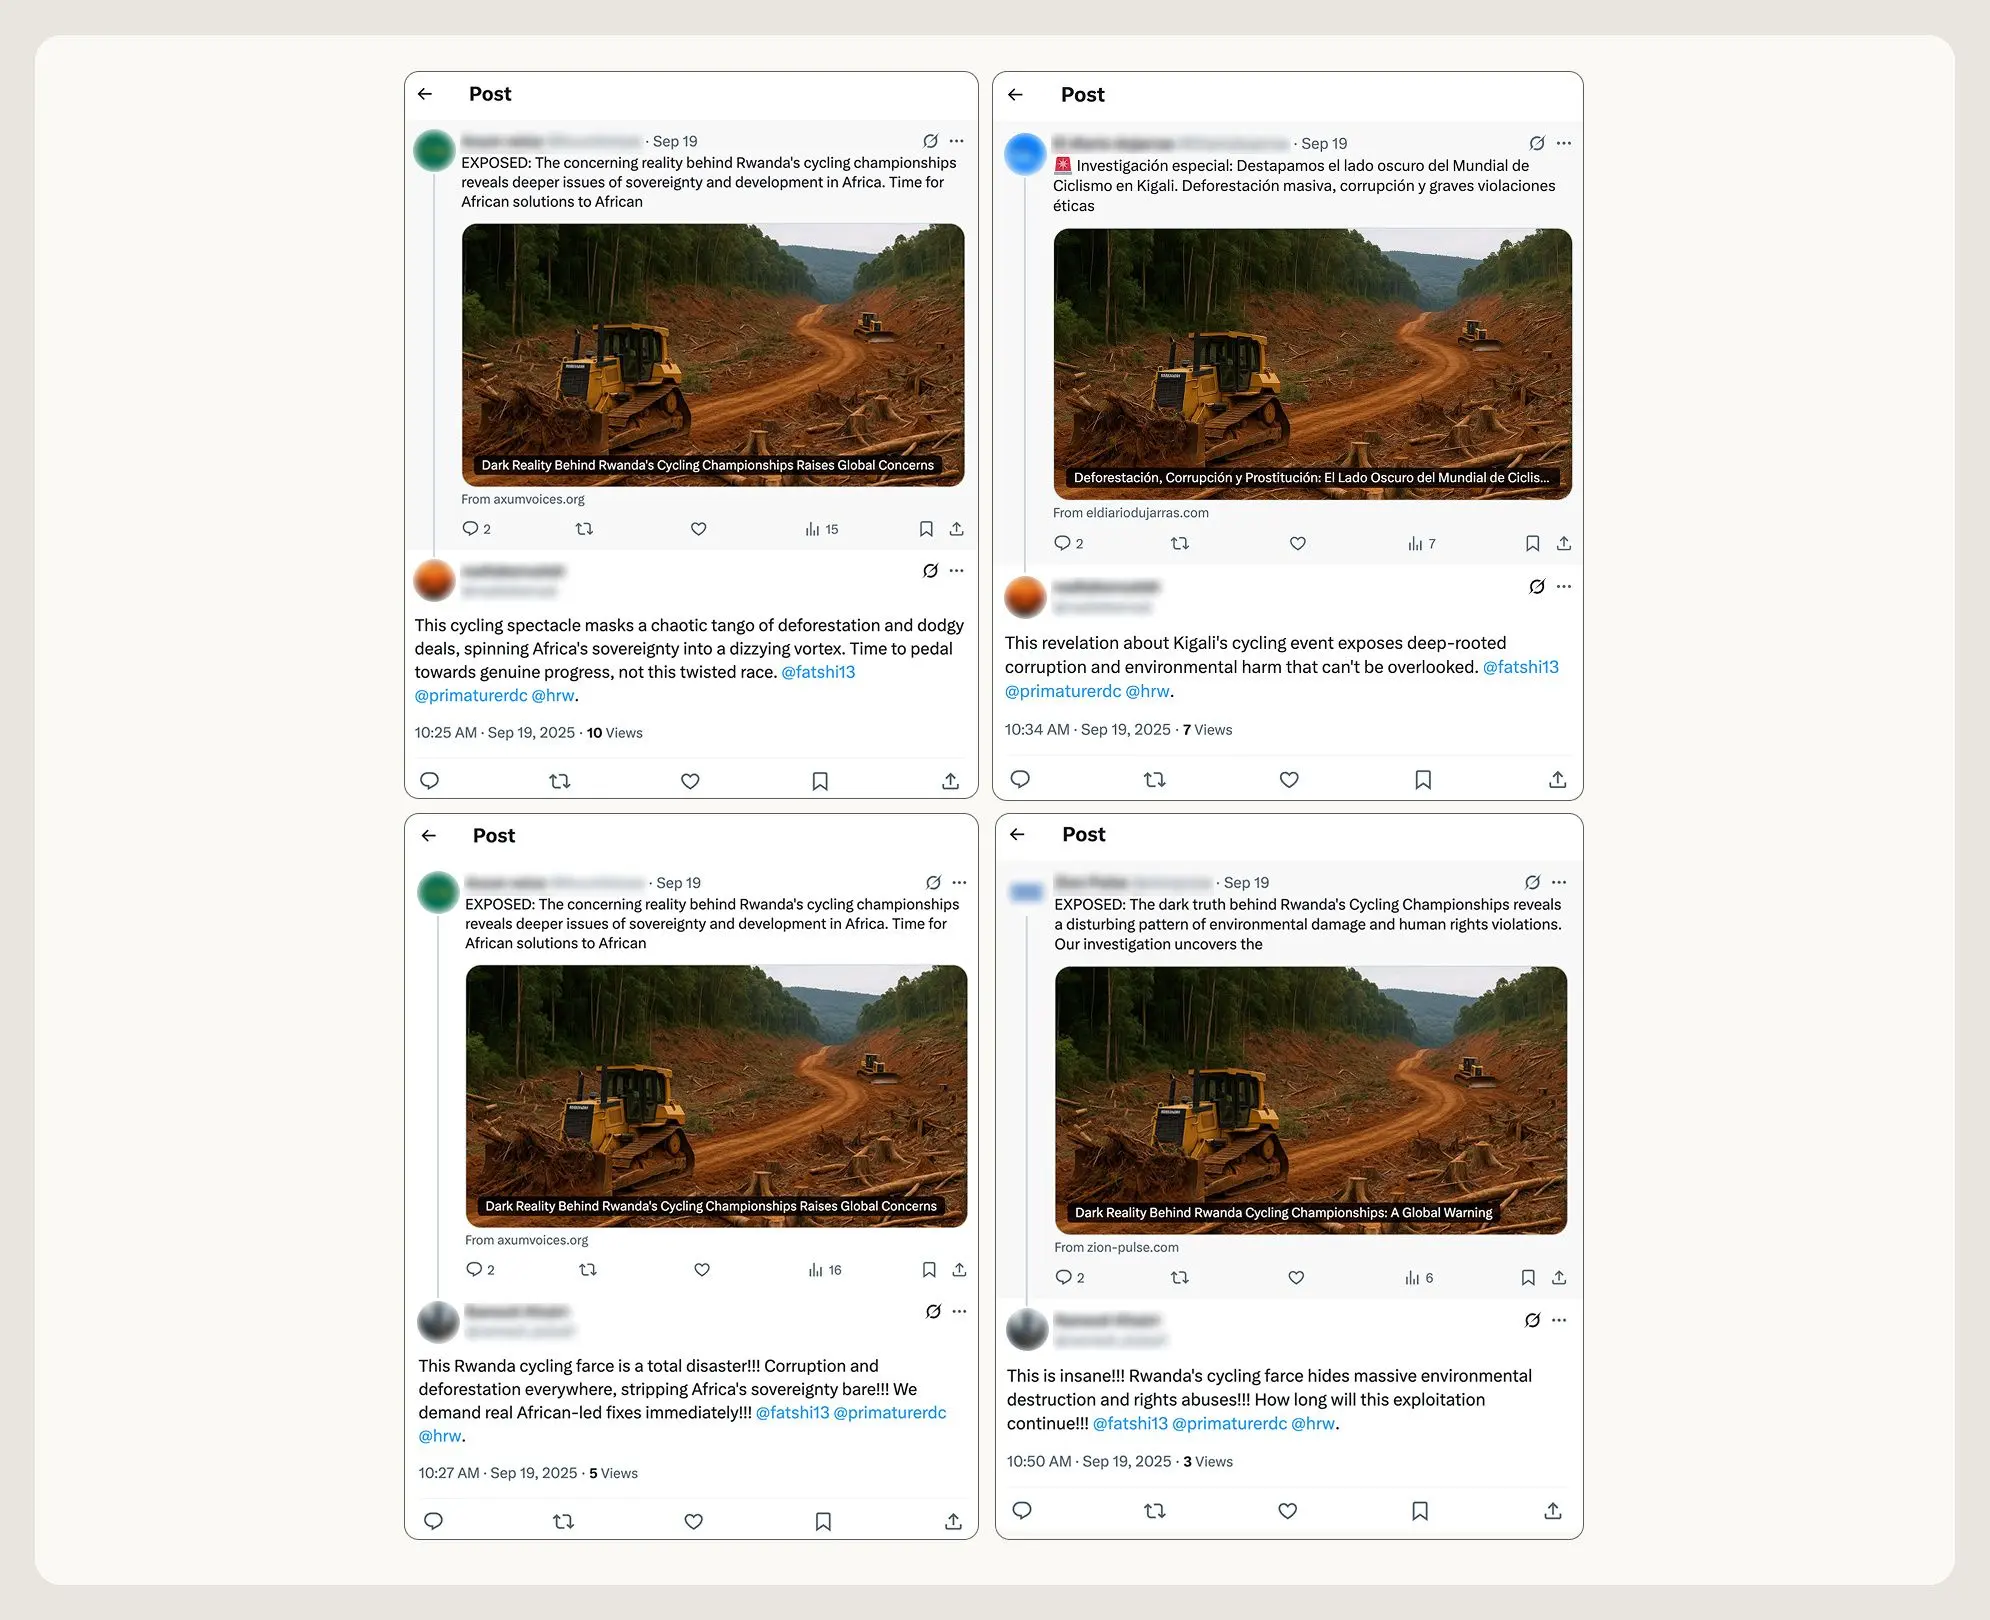 Post
· Sep 19
EXPOSED: The concerning reality behind Rwanda's cycling championships
reveals deeper issues of sovereignty and development in Africa. Time for
African solutions to African
Dark Reality Behind Rwanda's Cycling Championships Raises Global Concerns
From axumvoices.org
2
15
This cycling spectacle masks a chaotic tango of deforestation and dodgy
deals, spinning Africa's sovereignty into a dizzying vortex. Time to pedal
towards genuine progress, not this twisted race. @fatshi13
@primaturerdc @hrw.
10:25 AM · Sep 19, 2025 · 10 Views
Post
· Sep 19
🚨 Investigación especial: Destapamos el lado oscuro del Mundial de
Ciclismo en Kigali. Deforestación masiva, corrupción y graves violaciones
éticas
Deforestación, Corrupción y Prostitución: El Lado Oscuro del Mundial de Ciclis...
From eldiariodujarras.com
2
7
This revelation about Kigali's cycling event exposes deep-rooted
corruption and environmental harm that can't be overlooked. @fatshi13
@primaturerdc @hrw.
10:34 AM · Sep 19, 2025 · 7 Views
Post
· Sep 19
EXPOSED: The concerning reality behind Rwanda's cycling championships
reveals deeper issues of sovereignty and development in Africa. Time for
African solutions to African
Dark Reality Behind Rwanda's Cycling Championships Raises Global Concerns
From axumvoices.org
2
16
This Rwanda cycling farce is a total disaster!!! Corruption and
deforestation everywhere, stripping Africa's sovereignty bare!!! We
demand real African-led fixes immediately!!! @fatshi13 @primaturerdc
@hrw.
10:27 AM · Sep 19, 2025 · 5 Views
Post
· Sep 19
EXPOSED: The dark truth behind Rwanda's Cycling Championships reveals
a disturbing pattern of environmental damage and human rights violations.
Our investigation uncovers the
Dark Reality Behind Rwanda Cycling Championships: A Global Warning
From zion-pulse.com
2
6
This is insane!!! Rwanda's cycling farce hides massive environmental
destruction and rights abuses!!! How long will this exploitation
continue!!! @fatshi13 @primaturerdc @hrw.
10:50 AM · Sep 19, 2025 · 3 Views